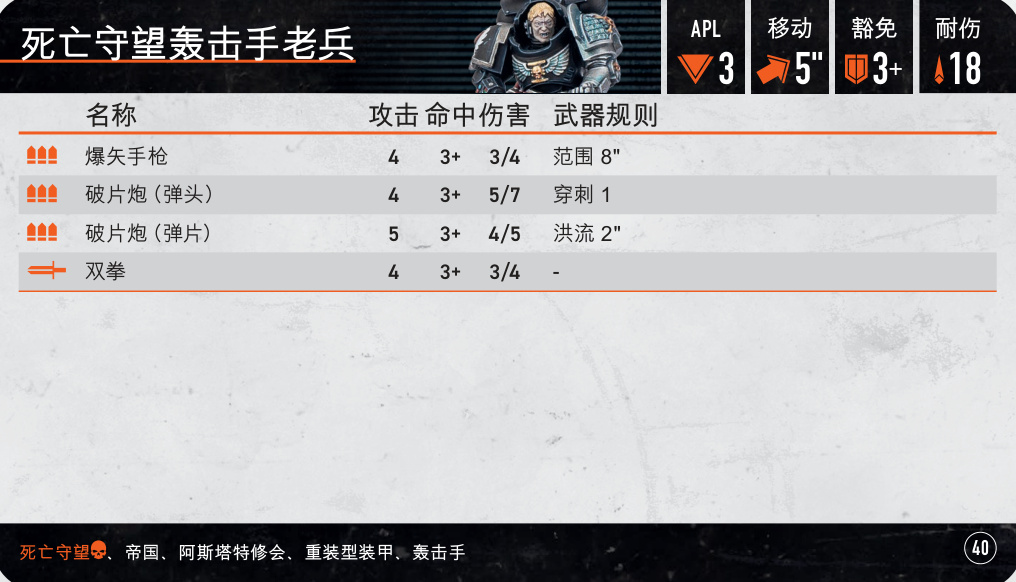 死亡守望轰击手老兵
APL 移动 豁免 耐伤
3 5" 3+ 18
名称 攻击 命中 伤害 武器规则
爆矢手枪 4 3+ 3/4 范围 8"
破片炮（弹头） 4 3+ 5/7 穿刺 1
破片炮（弹片） 5 3+ 4/5 洪流 2"
双拳 4 3+ 3/4 -
死亡守望、帝国、阿斯塔特修会、重装型装甲、轰击手
40